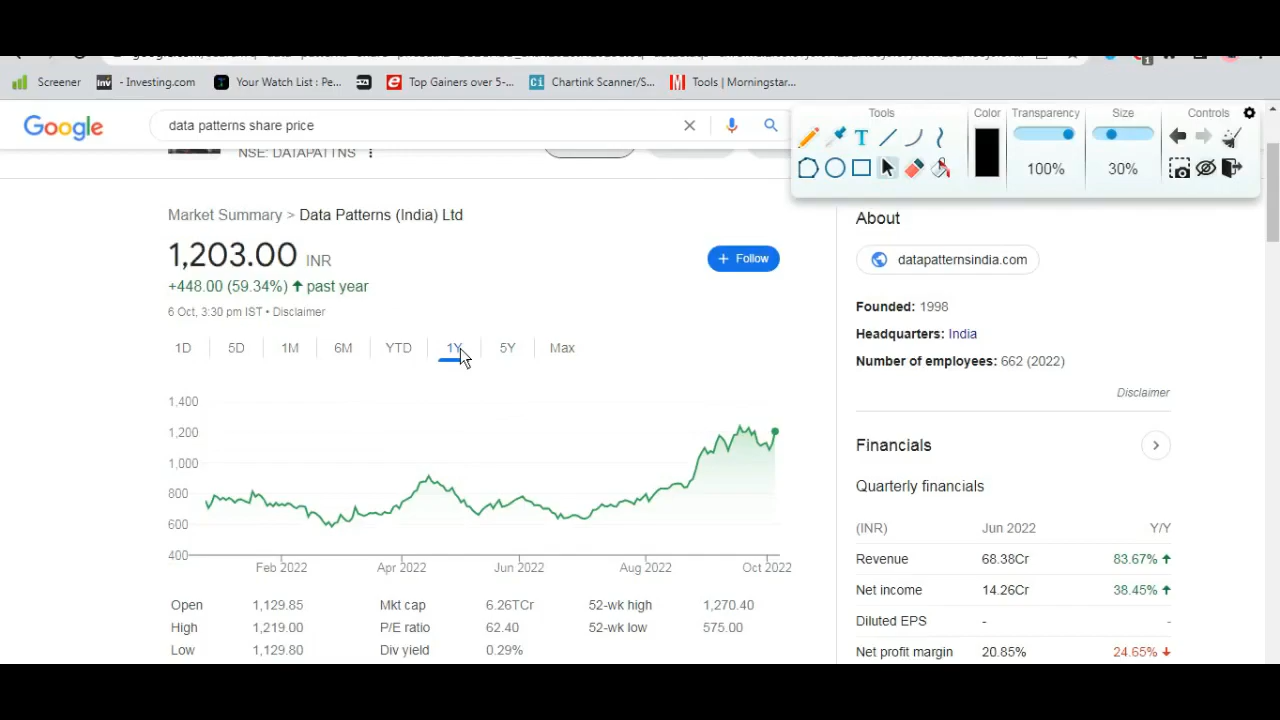 Screener
- Investing.com
Your Watch List : Pe...
Top Gainers over 5-...
Chartink Scanner/S...
Tools | Morningstar...
Google
data patterns share price
Tools
Color
Transparency
Size
Controls
100%
30%
NSE: DATAPATTNS
Market Summary > Data Patterns (India) Ltd
1,203.00 INR
+448.00 (59.34%) ↑ past year
6 Oct, 3:30 pm IST • Disclaimer
+ Follow
1D 5D 1M 6M YTD 1Y 5Y Max
1,400
1,200
1,000
800
600
400
Feb 2022 Apr 2022 Jun 2022 Aug 2022 Oct 2022
Open 1,129.85 Mkt cap 6.26TCr 52-wk high 1,270.40
High 1,219.00 P/E ratio 62.40 52-wk low 575.00
Low 1,129.80 Div yield 0.29%
About
datapatternsindia.com
Founded: 1998
Headquarters: India
Number of employees: 662 (2022)
Disclaimer
Financials
Quarterly financials
(INR) Jun 2022 Y/Y
Revenue 68.38Cr 83.67% ↑
Net income 14.26Cr 38.45% ↑
Diluted EPS - -
Net profit margin 20.85% 24.65% ↓